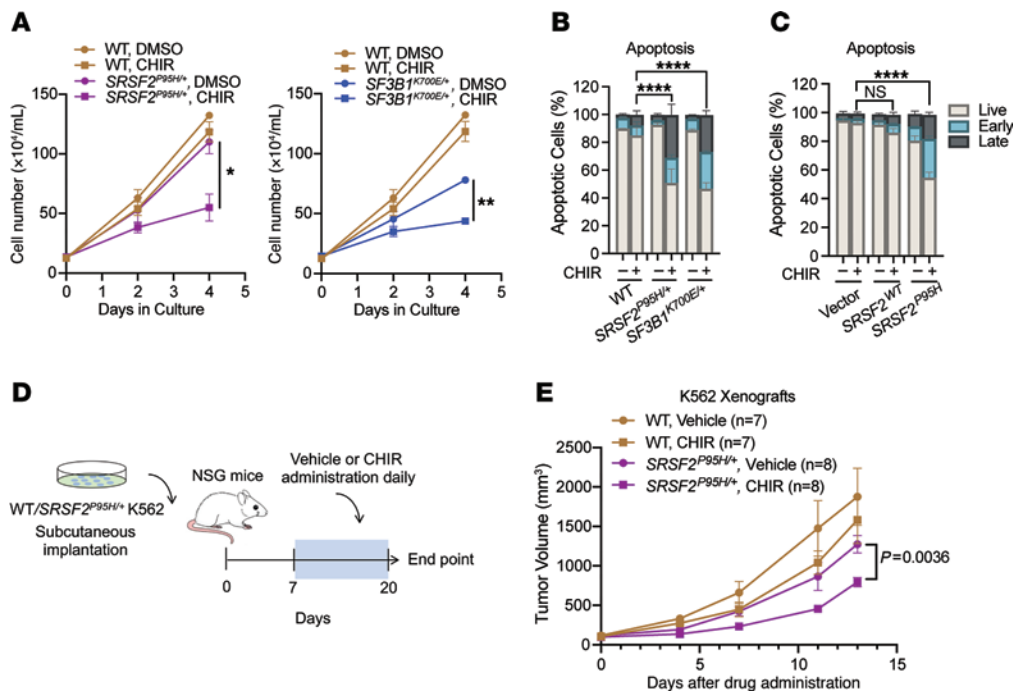 A
WT, DMSO
WT, CHIR
SRSF2P95H/+, DMSO
SRSF2P95H/+, CHIR
Cell number (×10⁴/mL)
150
100
50
0
0
2
4
*
Days in Culture
WT, DMSO
WT, CHIR
SF3B1K700E/+, DMSO
SF3B1K700E/+, CHIR
Cell number (×10⁴/mL)
150
100
50
0
0
2
4
**
Days in Culture
B
Apoptosis
****
****
Apoptotic Cells (%)
120
100
80
60
40
20
0
CHIR − + − + − +
WT
SRSF2P95H/+
SF3B1K700E/+
C
Apoptosis
****
NS
Apoptotic Cells (%)
120
100
80
60
40
20
0
CHIR − + − + − +
Vector
SRSF2WT
SRSF2P95H
Live
Early
Late
D
WT/SRSF2P95H/+ K562
Subcutaneous
implantation
NSG mice
Vehicle or CHIR
administration daily
End point
0
7
20
Days
E
K562 Xenografts
WT, Vehicle (n=7)
WT, CHIR (n=7)
SRSF2P95H/+, Vehicle (n=8)
SRSF2P95H/+, CHIR (n=8)
Tumor Volume (mm³)
2500
2000
1500
1000
500
0
0
5
10
15
P=0.0036
Days after drug administration